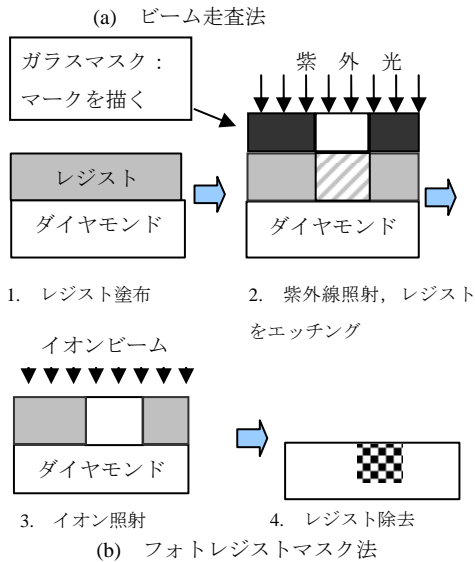 (a) ビーム走査法
ガラスマスク：
マークを描く
紫 外 光
レジスト
ダイヤモンド
ダイヤモンド
1. レジスト塗布
2. 紫外線照射，レジスト
をエッチング
イオンビーム
ダイヤモンド
3. イオン照射
4. レジスト除去
(b) フォトレジストマスク法